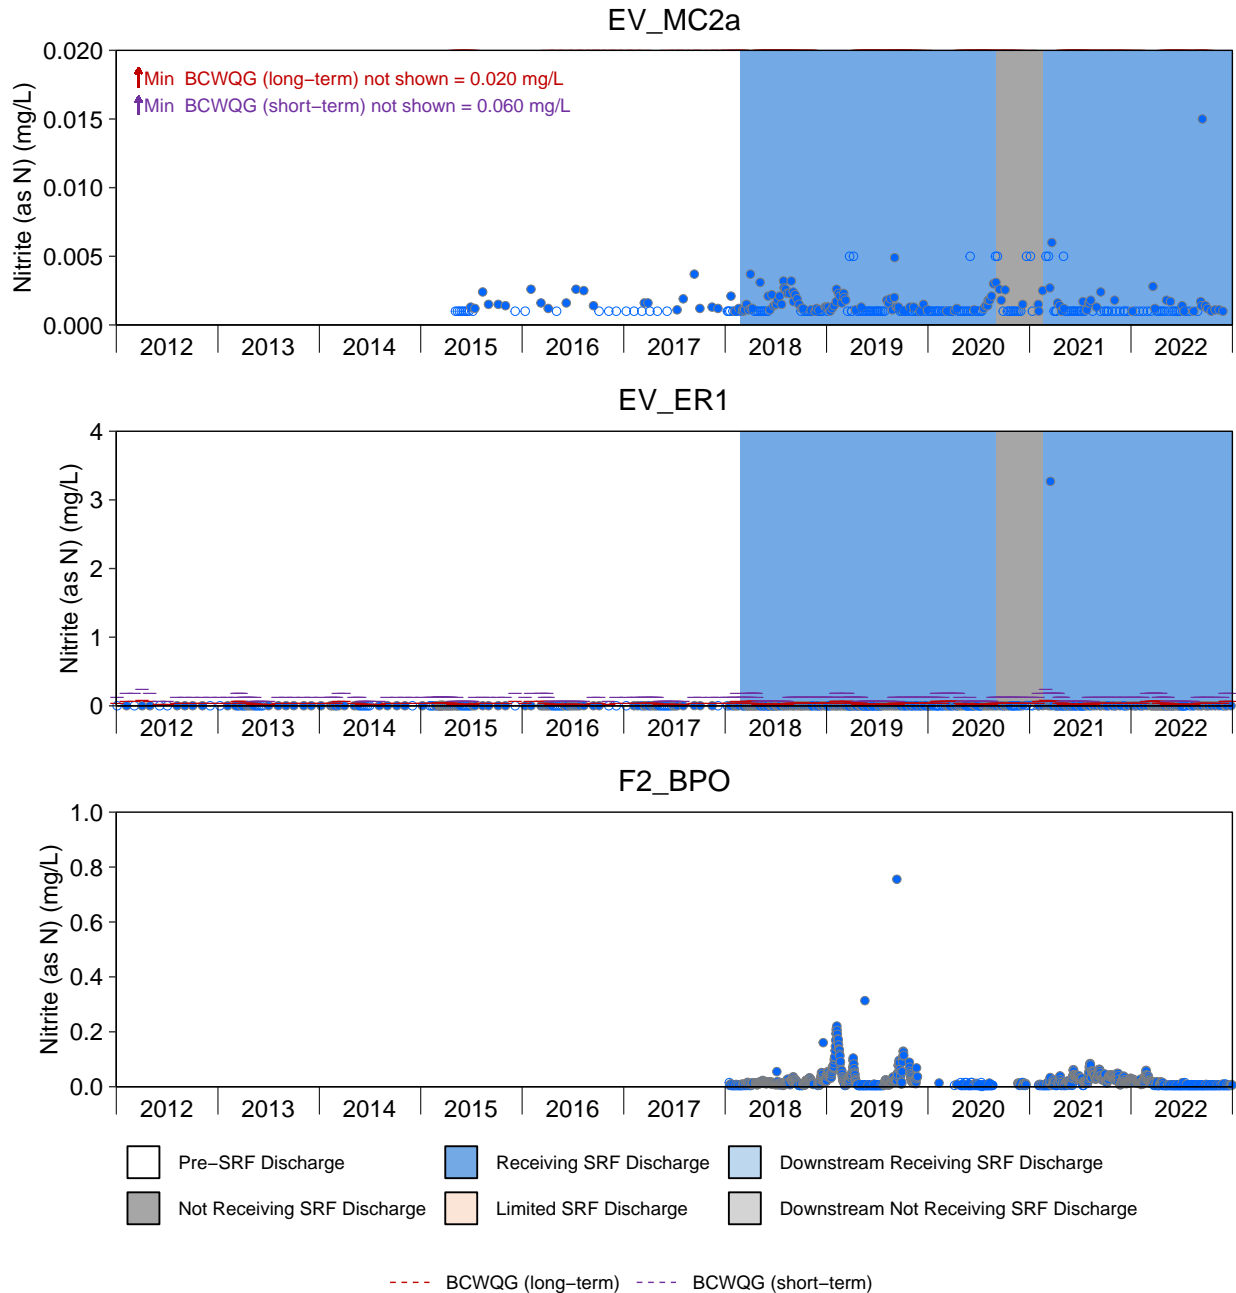 EV_MC2a
Nitrite (as N) (mg/L)
0.020
0.015
0.010
0.005
0.000
Min BCWQG (long−term) not shown = 0.020 mg/L
Min BCWQG (short−term) not shown = 0.060 mg/L
2012 2013 2014 2015 2016 2017 2018 2019 2020 2021 2022
EV_ER1
Nitrite (as N) (mg/L)
4
3
2
1
0
2012 2013 2014 2015 2016 2017 2018 2019 2020 2021 2022
F2_BPO
Nitrite (as N) (mg/L)
1.0
0.8
0.6
0.4
0.2
0.0
2012 2013 2014 2015 2016 2017 2018 2019 2020 2021 2022
Pre−SRF Discharge Receiving SRF Discharge Downstream Receiving SRF Discharge
Not Receiving SRF Discharge Limited SRF Discharge Downstream Not Receiving SRF Discharge
BCWQG (long−term) BCWQG (short−term)